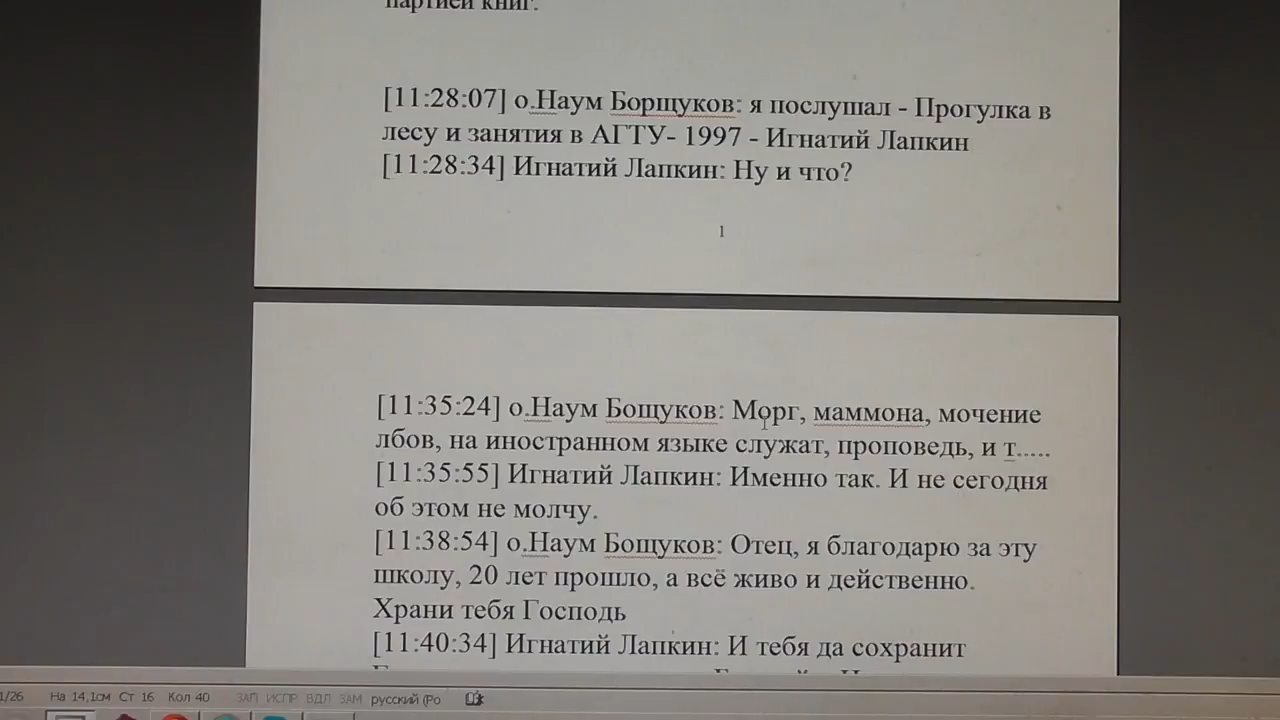 партией книг.
[11:28:07] о.Наум Борщуков: я послушал - Прогулка в
лесу и занятия в АГТУ- 1997 - Игнатий Лапкин
[11:28:34] Игнатий Лапкин: Ну и что?
1
[11:35:24] о.Наум Бощуков: Морг, маммона, мочение
лбов, на иностранном языке служат, проповедь, и т.....
[11:35:55] Игнатий Лапкин: Именно так. И не сегодня
об этом не молчу.
[11:38:54] о.Наум Бощуков: Отец, я благодарю за эту
школу, 20 лет прошло, а всё живо и действенно.
Храни тебя Господь
[11:40:34] Игнатий Лапкин: И тебя да сохранит
1/26 На 14,1см Ст 16 Кол 40 ЗАП ИСПР ВДЛ ЗАМ русский (Ро